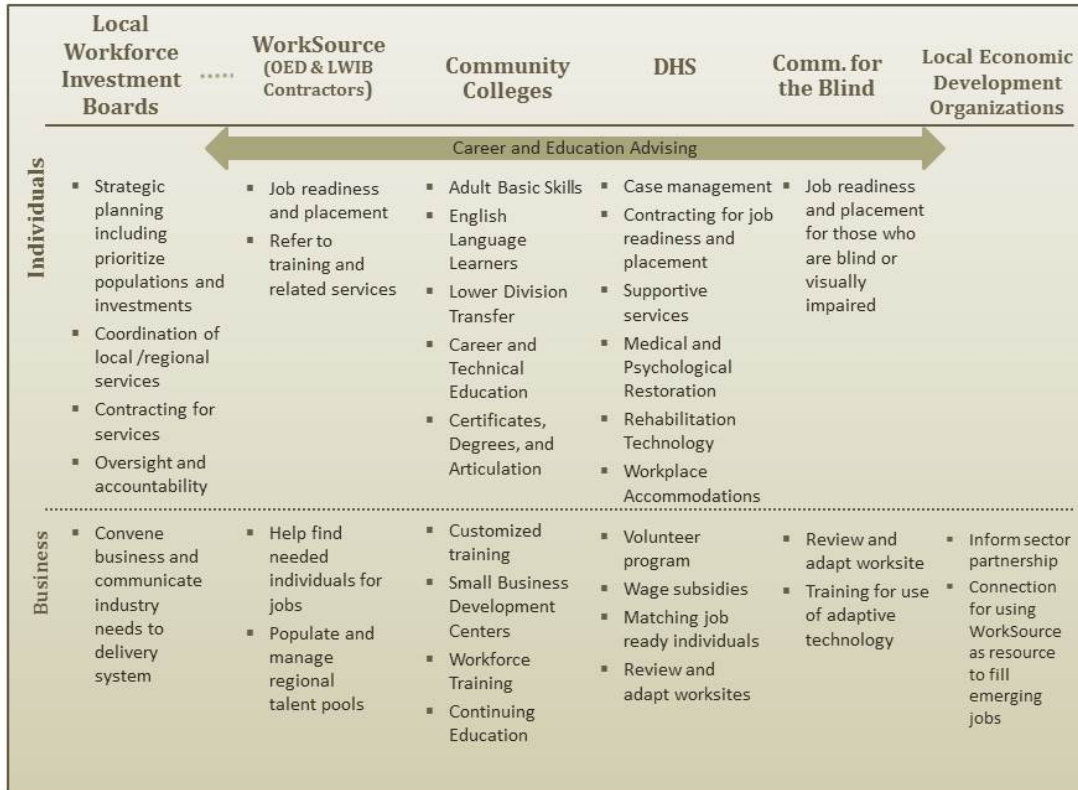 Local
Workforce
Investment
Boards
WorkSource
(OED & LWIB
Contractors)
Community
Colleges
DHS
Comm. for
the Blind
Local Economic
Development
Organizations
Career and Education Advising
Individuals
▪ Strategic
planning
including
prioritize
populations and
investments
▪ Coordination of
local /regional
services
▪ Contracting for
services
▪ Oversight and
accountability
▪ Job readiness
and placement
▪ Refer to
training and
related services
▪ Adult Basic Skills
▪ English
Language
Learners
▪ Lower Division
Transfer
▪ Career and
Technical
Education
▪ Certificates,
Degrees, and
Articulation
▪ Case management
▪ Contracting for job
readiness and
placement
▪ Supportive
services
▪ Medical and
Psychological
Restoration
▪ Rehabilitation
Technology
▪ Workplace
Accommodations
▪ Job readiness
and placement
for those who
are blind or
visually
impaired
Business
▪ Convene
business and
communicate
industry
needs to
delivery
system
▪ Help find
needed
individuals for
jobs
▪ Populate and
manage
regional
talent pools
▪ Customized
training
▪ Small Business
Development
Centers
▪ Workforce
Training
▪ Continuing
Education
▪ Volunteer
program
▪ Wage subsidies
▪ Matching job
ready individuals
▪ Review and
adapt worksites
▪ Review and
adapt worksite
▪ Training for use
of adaptive
technology
▪ Inform sector
partnership
▪ Connection
for using
WorkSource
as resource
to fill
emerging
jobs